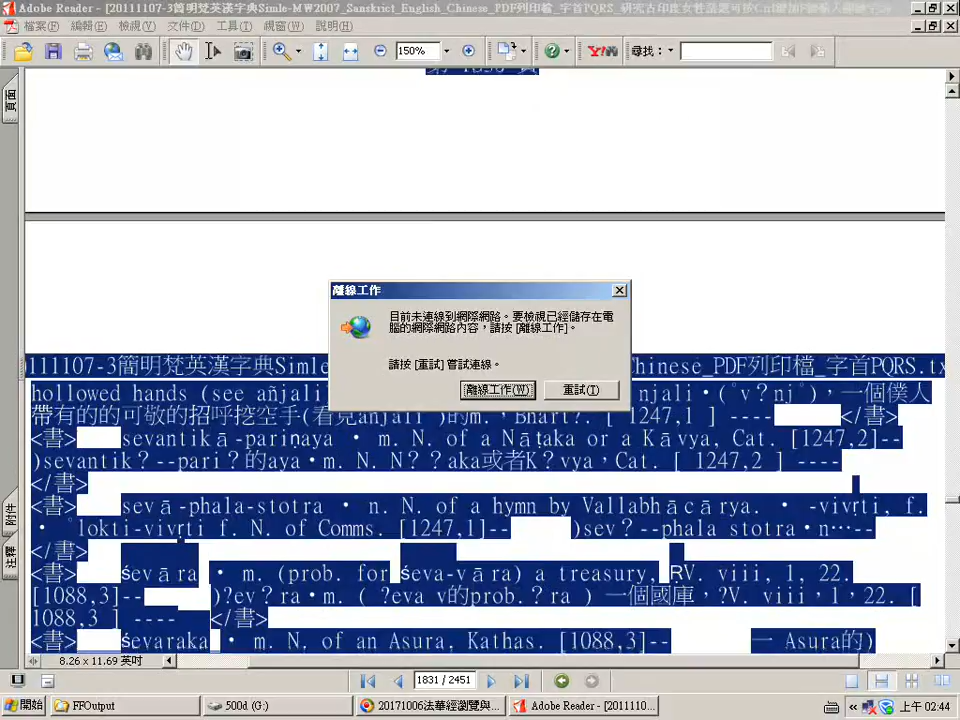 Adobe Reader - [20111107-3簡明梵英漢字典Simle-MW2007_Sanskrict_English_Chinese_PDF列印檔_字首PQRS_
檔案(F) 編輯(E) 檢視(V) 文件(D) 工具(T) 視窗(W) 說明(H)
150% 尋找:
頁面
附件
注釋
第 1830 頁
離線工作
目前未連線到網際網路。要檢視已經儲存在電
腦的網際網路內容，請按 [離線工作]。
請按 [重試] 嘗試連線。
離線工作(W) 重試(T)
111107-3簡明梵英漢字典Simle hinese_PDF列印檔_字首PQRS.tx
hollowed hands (see añjali njali‧(˚v?nj˚)，一個僕人
帶有的的可敬的招呼挖空手(看見anjali )的m.，Bhart?. [ 1247,1 ] ---- </書>
<書> sevantikā-pariṇaya ‧ m. N. of a Nāṭaka or a Kāvya, Cat. [1247,2]--
)sevantik？--pari？的aya‧m. N. N？？aka或者K？vya，Cat. [ 1247,2 ] ----
</書>
<書> sevā-phala-stotra ‧ n. N. of a hymn by Vallabhācārya. ‧ -vivṛti, f.
‧ ˚lokti-vivṛti f. N. of Comms. [1247,1]-- )sev？--phala stotra‧n…--
</書>
<書> śevāra ‧ m. (prob. for śeva-vāra) a treasury, RV. viii, 1, 22.
[1088,3]-- )?ev？ra‧m. ( ?eva v的prob.？ra ) 一個國庫，?V. viii，1，22. [
1088,3 ] ---- </書>
<書> śevaraka ‧ m. N. of an Asura, Kathas. [1088,3]-- 一 Asura的)
8.26 x 11.69 英吋
1831 / 2451
開始 FFOutput 500d (G:) 20171006法華經瀏覽與... Adobe Reader - [2011110... 上午 02:44